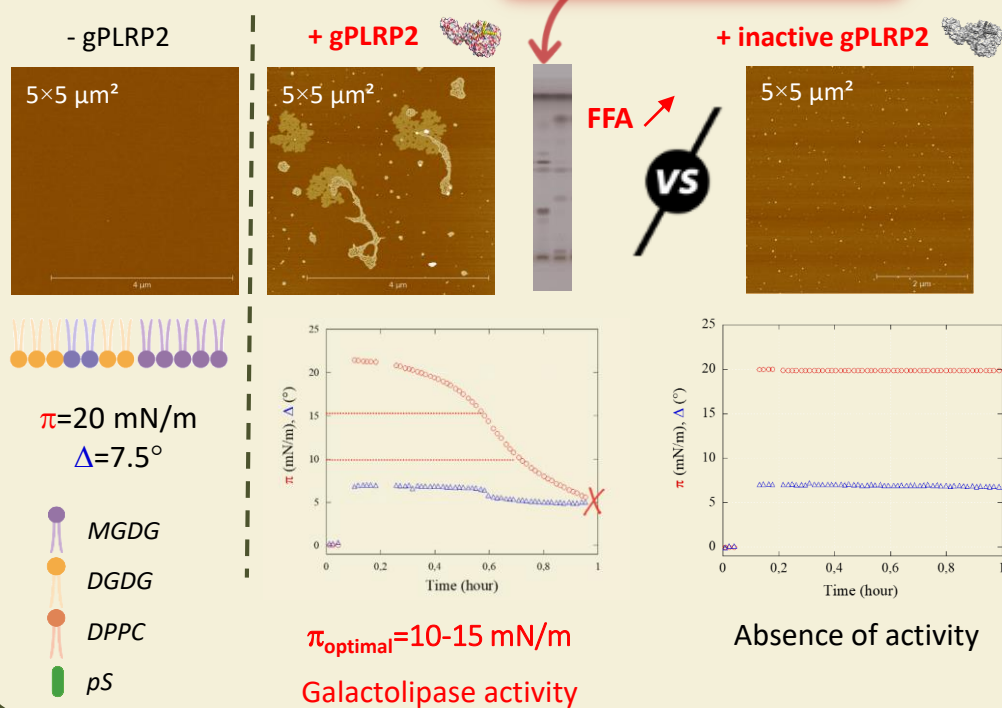 - gPLRP2
+ gPLRP2
+ inactive gPLRP2
5×5 µm²
5×5 µm²
5×5 µm²
FFA
VS
4 µm
4 µm
2 µm
π=20 mN/m
Δ=7.5°
MGDG
DGDG
DPPC
pS
π (mN/m), Δ (°)
25
20
15
10
5
0
0
0,2
0,4
0,6
0,8
1
Time (hour)
X
π (mN/m), Δ (°)
25
20
15
10
5
0
0
0,2
0,4
0,6
0,8
1
Time (hour)
πoptimal=10-15 mN/m
Galactolipase activity
Absence of activity